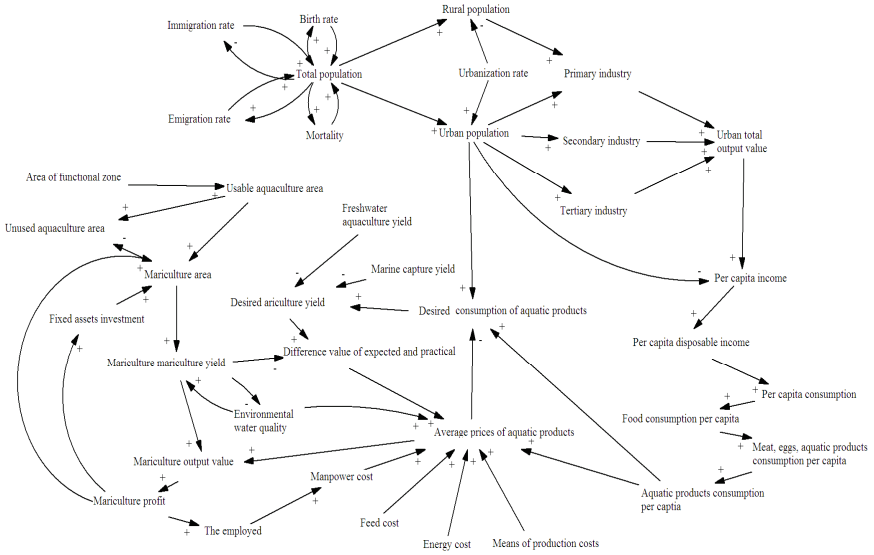 Rural population
Immigration rate
Birth rate
Total population
Urbanization rate
Primary industry
Emigration rate
Mortality
Urban population
Secondary industry
Urban total
output value
Area of functional zone
Usable aquaculture area
Freshwater
aquaculture yield
Tertiary industry
Unused aquaculture area
Mariculture area
Marine capture yield
Per capita income
Desired ariculture yield
Desired consumption of aquatic products
Fixed assets investment
Per capita disposable income
Difference value of expected and practical
Mariculture mariculture yield
Per capita consumption
Environmental
water quality
Food consumption per capita
Average prices of aquatic products
Meat, eggs, aquatic products
consumption per capita
Mariculture output value
Manpower cost
Aquatic products consumption
per captia
Mariculture profit
The employed
Feed cost
Energy cost
Means of production costs